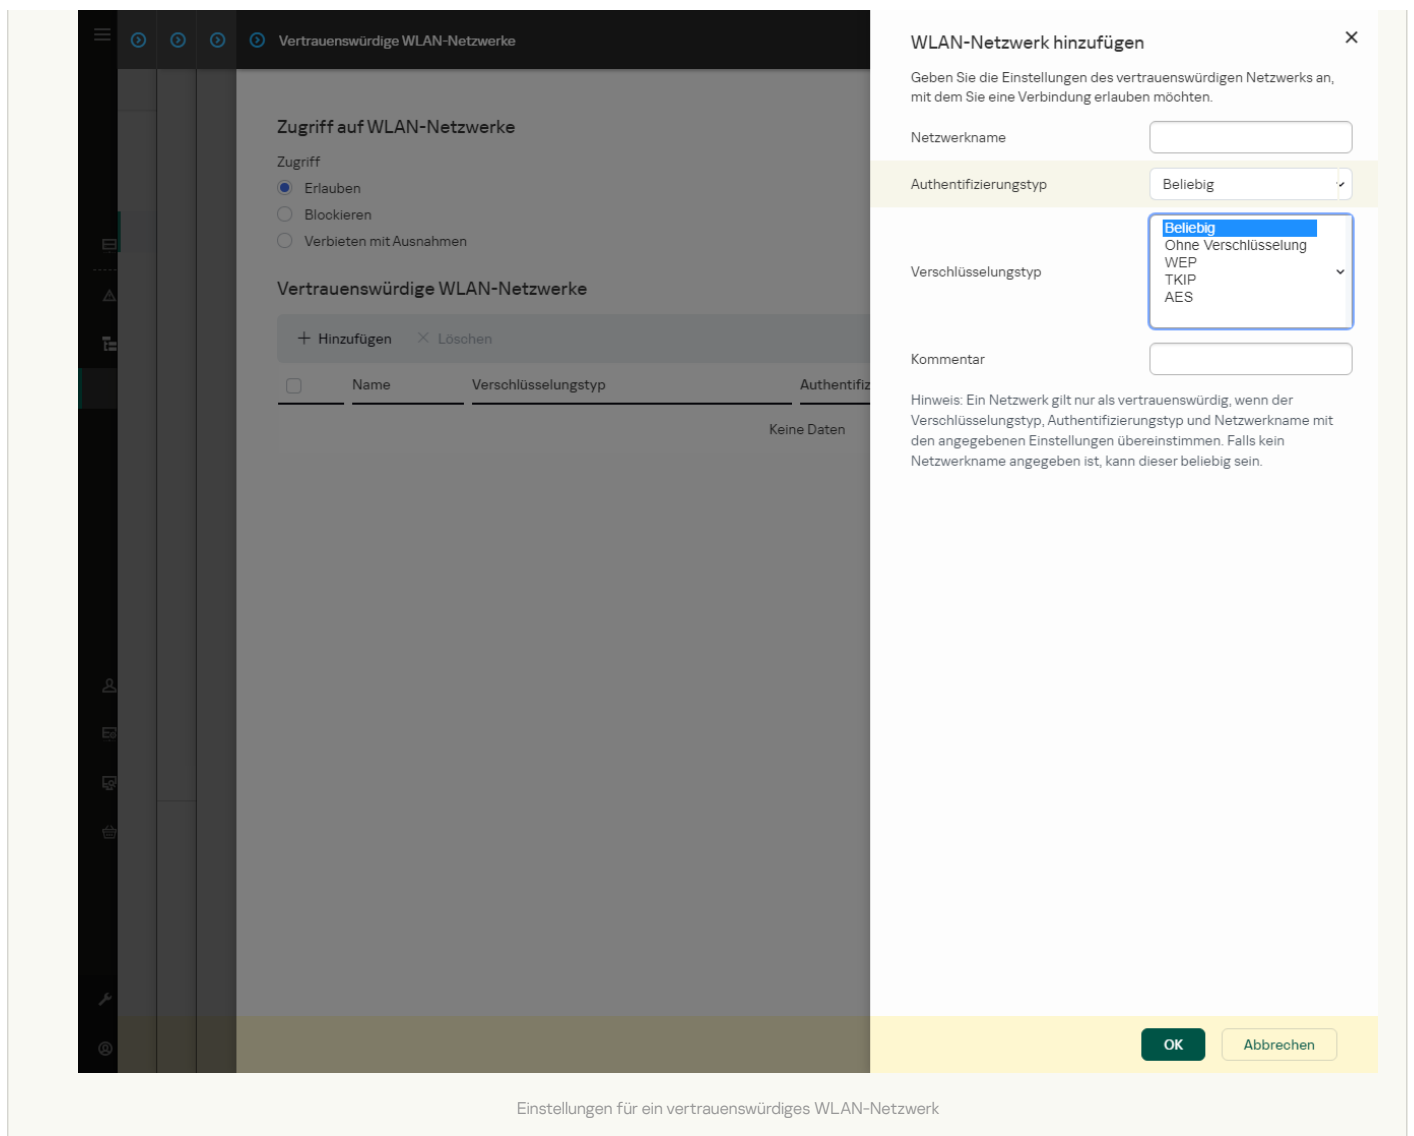 Vertrauenswürdige WLAN-Netzwerke
Zugriff auf WLAN-Netzwerke
Zugriff
Erlauben
Blockieren
Verbieten mit Ausnahmen
Vertrauenswürdige WLAN-Netzwerke
Hinzufügen Löschen
Name Verschlüsselungstyp Authentifiz
Keine Daten
WLAN-Netzwerk hinzufügen
Geben Sie die Einstellungen des vertrauenswürdigen Netzwerks an,
mit dem Sie eine Verbindung erlauben möchten.
Netzwerkname
Authentifizierungstyp Beliebig
Verschlüsselungstyp
Beliebig
Ohne Verschlüsselung
WEP
TKIP
AES
Kommentar
Hinweis: Ein Netzwerk gilt nur als vertrauenswürdig, wenn der
Verschlüsselungstyp, Authentifizierungstyp und Netzwerkname mit
den angegebenen Einstellungen übereinstimmen. Falls kein
Netzwerkname angegeben ist, kann dieser beliebig sein.
OK Abbrechen
Einstellungen für ein vertrauenswürdiges WLAN-Netzwerk